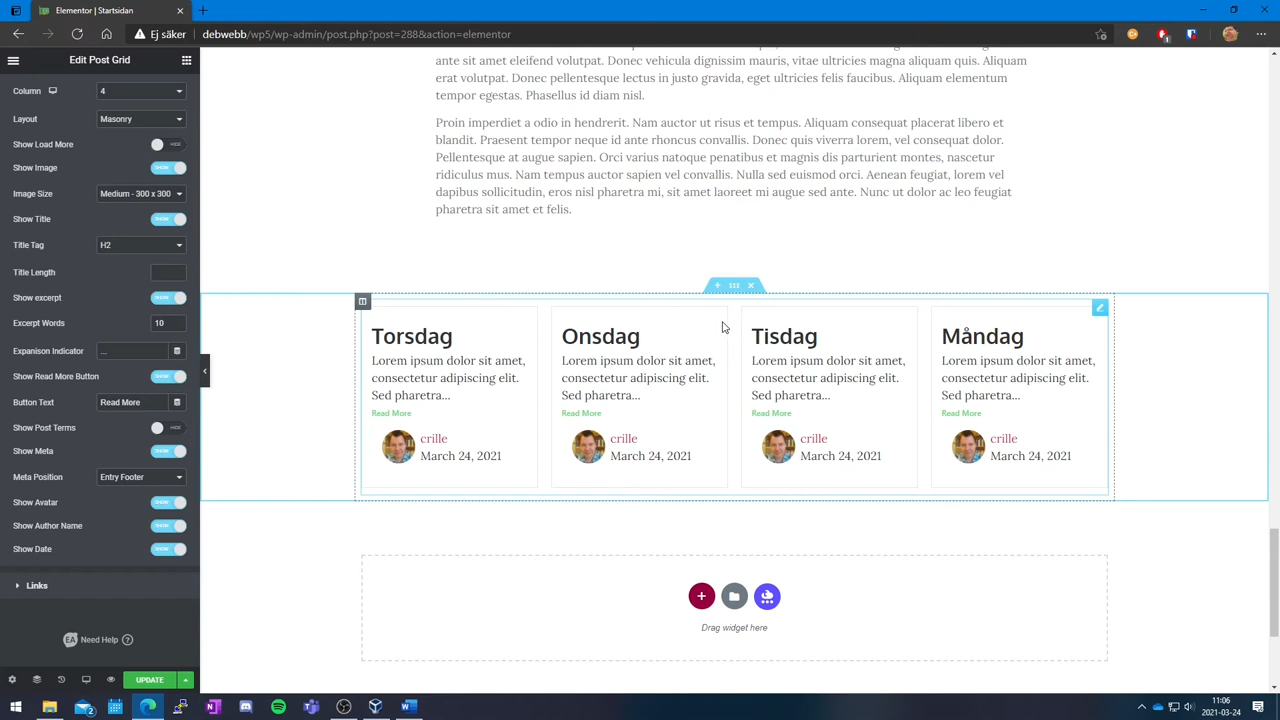 Elementor | Startsidan
Ej säker
debwebb/wp5/wp-admin/post.php?post=288&action=elementor
1
Edit Post Grid
Column
4
Layout
Masonry
Show Load More
Show Image
SHOW
Image Size
Medium - 300 x 300
Show Title
SHOW
Title Tag
H2
Title Length
Show excerpt
SHOW
Excerpt Words
10
Expansion Indicator
...
Show Read More Button
SHOW
Button Text
Read More
Show Post Terms
Show Meta
SHOW
Meta Position
Entry Footer
Show Avatar
SHOW
Show Author Name
SHOW
Show Date
SHOW
Links
Need Help ?
UPDATE
ante sit amet eleifend volutpat. Donec vehicula dignissim mauris, vitae ultricies magna aliquam quis. Aliquam
erat volutpat. Donec pellentesque lectus in justo gravida, eget ultricies felis faucibus. Aliquam elementum
tempor egestas. Phasellus id diam nisl.
Proin imperdiet a odio in hendrerit. Nam auctor ut risus et tempus. Aliquam consequat placerat libero et
blandit. Praesent tempor neque id ante rhoncus convallis. Donec quis viverra lorem, vel consequat dolor.
Pellentesque at augue sapien. Orci varius natoque penatibus et magnis dis parturient montes, nascetur
ridiculus mus. Nam tempus auctor sapien vel convallis. Nulla sed euismod orci. Aenean feugiat, lorem vel
dapibus sollicitudin, eros nisl pharetra mi, sit amet laoreet mi augue sed ante. Nunc ut dolor ac leo feugiat
pharetra sit amet et felis.
Torsdag
Lorem ipsum dolor sit amet,
consectetur adipiscing elit.
Sed pharetra...
Read More
crille
March 24, 2021
Onsdag
Lorem ipsum dolor sit amet,
consectetur adipiscing elit.
Sed pharetra...
Read More
crille
March 24, 2021
Tisdag
Lorem ipsum dolor sit amet,
consectetur adipiscing elit.
Sed pharetra...
Read More
crille
March 24, 2021
Måndag
Lorem ipsum dolor sit amet,
consectetur adipiscing elit.
Sed pharetra...
Read More
crille
March 24, 2021
Drag widget here
11:06
2021-03-24